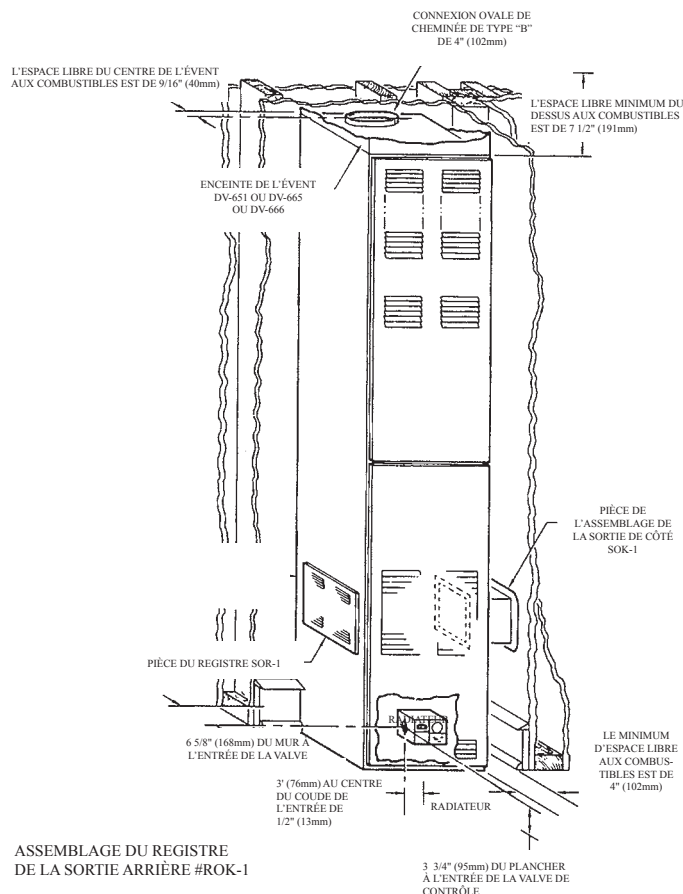 CONNEXION OVALE DE
CHEMINÉE DE TYPE “B”
DE 4" (102mm)
L'ESPACE LIBRE DU CENTRE DE L'ÉVENT
AUX COMBUSTIBLES EST DE 9/16" (40mm)
L'ESPACE LIBRE MINIMUM DU
DESSUS AUX COMBUSTIBLES
EST DE 7 1/2" (191mm)
ENCEINTE DE L'ÉVENT
DV-651 OU DV-665
OU DV-666
PIÈCE DE
L'ASSEMBLAGE DE
LA SORTIE DE CÔTÉ
SOK-1
PIÈCE DU REGISTRE SOR-1
RADIATEUR
6 5/8" (168mm) DU MUR À
L'ENTRÉE DE LA VALVE
LE MINIMUM
D'ESPACE LIBRE
AUX COMBUS-
TIBLES EST DE
4" (102mm)
3' (76mm) AU CENTRE
DU COUDE DE
L'ENTRÉE DE
1/2" (13mm)
RADIATEUR
ASSEMBLAGE DU REGISTRE
DE LA SORTIE ARRIÈRE #ROK-1
3 3/4" (95mm) DU PLANCHER
À L'ENTRÉE DE LA VALVE DE
CONTRÔLE